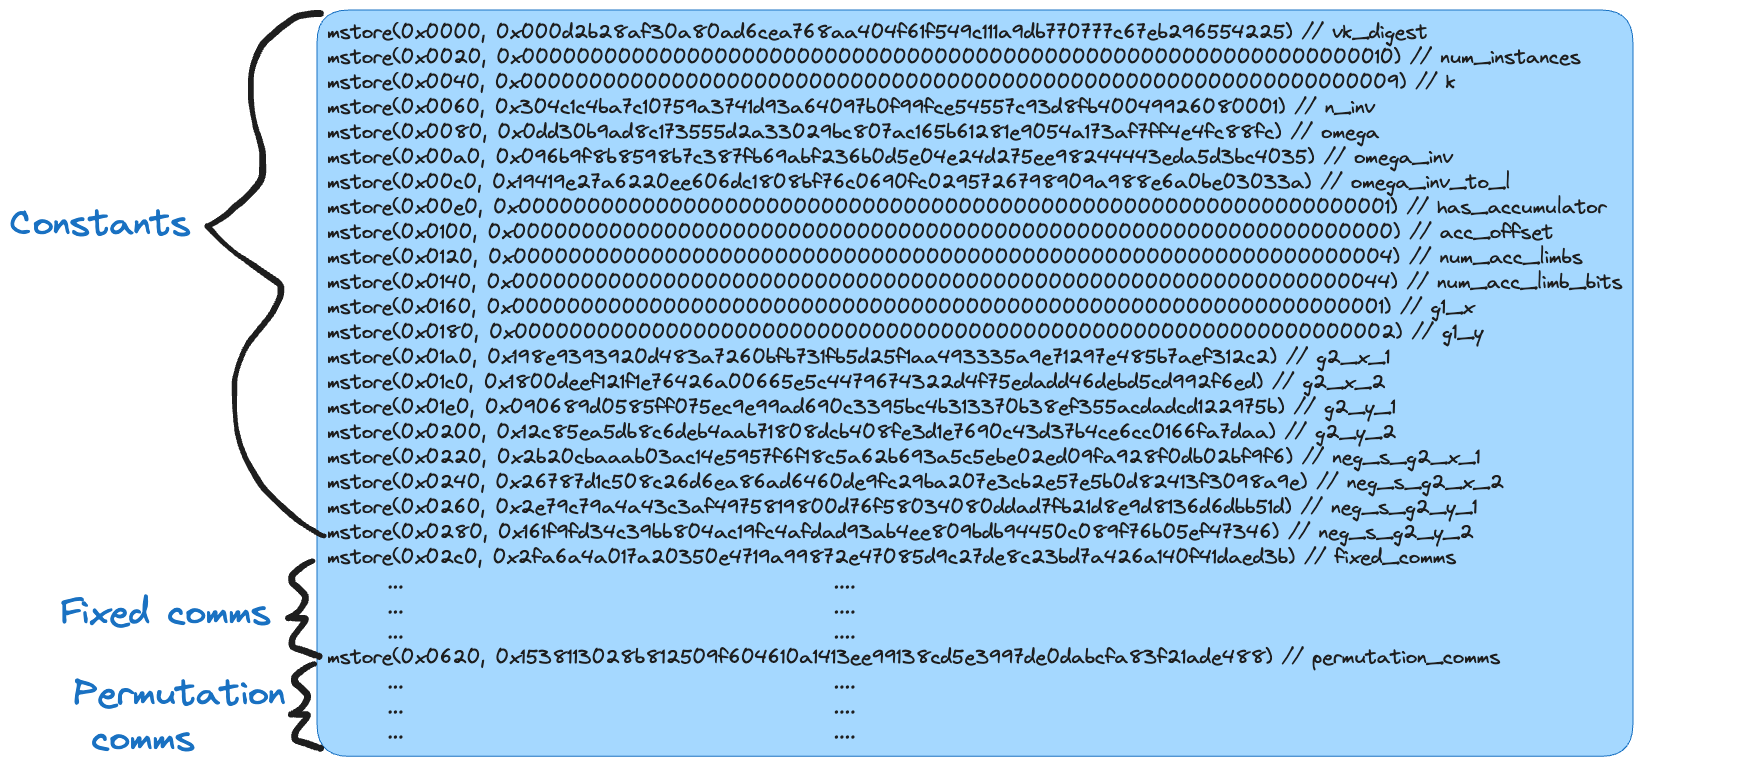 mstore(0x0000, 0x000d2b28af30a80ad6cea768aa404f61f549c111a9db770777c67eb296554225) // vk_digest
mstore(0x0020, 0x0000000000000000000000000000000000000000000000000000000000000010) // num_instances
mstore(0x0040, 0x0000000000000000000000000000000000000000000000000000000000000009) // k
mstore(0x0060, 0x304c1c4ba7c10759a3741d93a64097b0f99fce54557c93d8fb40049926080001) // n_inv
mstore(0x0080, 0x0dd30b9ad8c173555d2a33029bc807ac165b61281e9054a173af7ff4e4fc88fc) // omega
mstore(0x00a0, 0x096b9f8b8598b7c387fb69abf236b0d5e04e24d275ee98244443eda5d3bc4035) // omega_inv
mstore(0x00c0, 0x19419e27a6220ee606dc1808bf76c0690fc0295726798909a988e6a0be03033a) // omega_inv_to_l
mstore(0x00e0, 0x0000000000000000000000000000000000000000000000000000000000000001) // has_accumulator
Constants
mstore(0x0100, 0x0000000000000000000000000000000000000000000000000000000000000000) // acc_offset
mstore(0x0120, 0x0000000000000000000000000000000000000000000000000000000000000004) // num_acc_limbs
mstore(0x0140, 0x0000000000000000000000000000000000000000000000000000000000000044) // num_acc_limb_bits
mstore(0x0160, 0x0000000000000000000000000000000000000000000000000000000000000001) // g1_x
mstore(0x0180, 0x0000000000000000000000000000000000000000000000000000000000000002) // g1_y
mstore(0x01a0, 0x198e9393920d483a7260bfb731fb5d25f1aa493335a9e71297e485b7aef312c2) // g2_x_1
mstore(0x01c0, 0x1800deef121f1e76426a00665e5c4479674322d4f75edadd46debd5cd992f6ed) // g2_x_2
mstore(0x01e0, 0x090689d0585ff075ec9e99ad690c3395bc4b313370b38ef355acdadcd122975b) // g2_y_1
mstore(0x0200, 0x12c85ea5db8c6deb4aab71808dcb408fe3d1e7690c43d37b4ce6cc0166fa7daa) // g2_y_2
mstore(0x0220, 0x2b20cbaaab03ac14e5957f6f18c5a62b693a5c5ebe02ed09fa928f0db02bf9f6) // neg_s_g2_x_1
mstore(0x0240, 0x26787d1c508c26d6ea86ad6460de9fc29ba207e3cb2e57e5b0d82413f3098a9e) // neg_s_g2_x_2
mstore(0x0260, 0x2e79c79a4a43c3af4975819800d76f58034080ddad7fb21d8e9d8136d6dbb51d) // neg_s_g2_y_1
mstore(0x0280, 0x161f9fd34c39bb804ac19fc4afdad93ab4ee809bdb94450c089f76b05ef47346) // neg_s_g2_y_2
mstore(0x02c0, 0x2fa6a4a017a20350e4719a99872e47085d9c27de8c23bd7a426a140f41daed3b) // fixed_comms
... ....
Fixed comms
... ....
... ....
mstore(0x0620, 0x1538113028b812509f604610a1413ee99138cd5e3997de0dabcfa83f21ade488) // permutation_comms
Permutation
comms
... ....
... ....
... ....